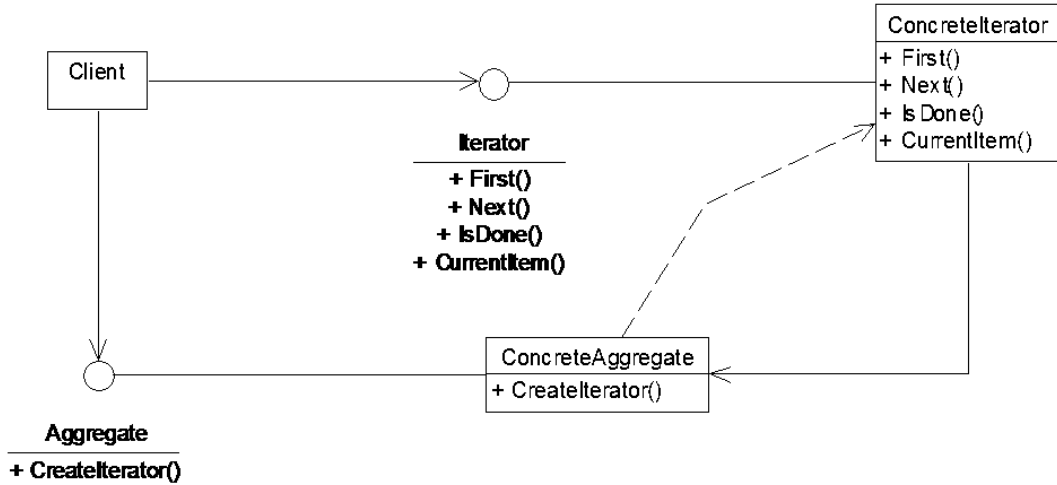 ConcreteIterator
+ First()
+ Next()
+ IsDone()
+ CurrentItem()
Client
Iterator
+ First()
+ Next()
+ IsDone()
+ CurrentItem()
ConcreteAggregate
+ CreateIterator()
Aggregate
+ CreateIterator()